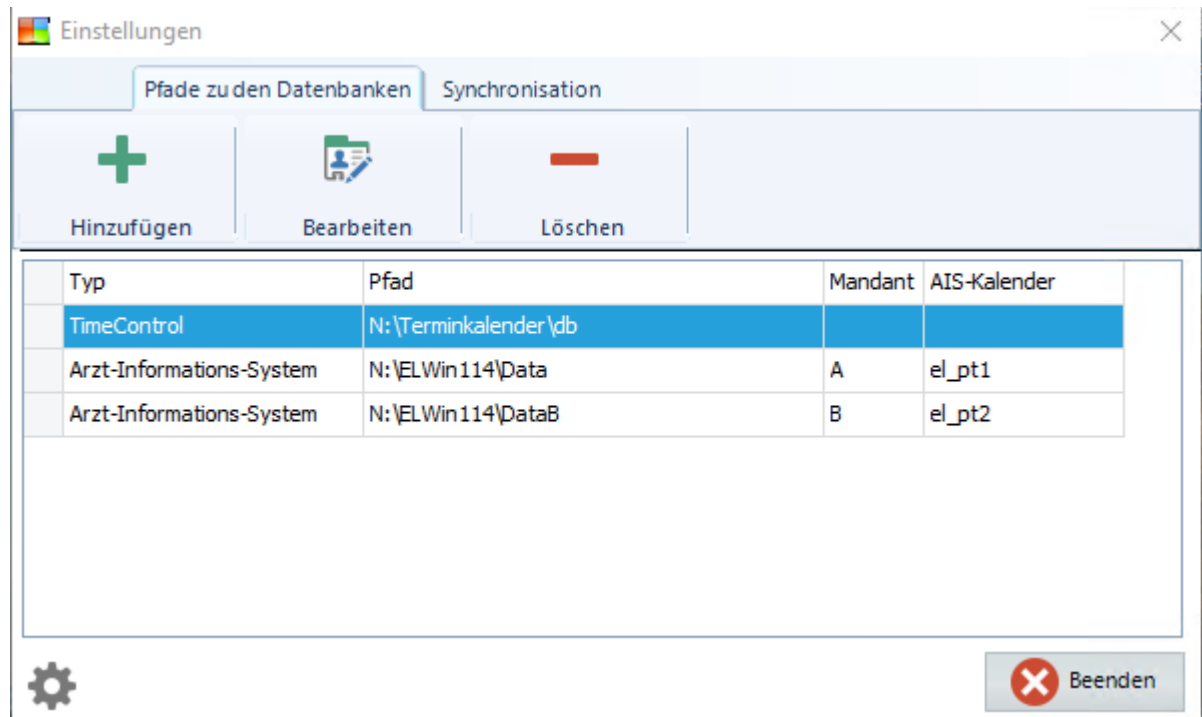 Einstellungen
Pfade zu den Datenbanken Synchronisation
Hinzufügen Bearbeiten Löschen
Typ Pfad Mandant AIS-Kalender
TimeControl N:\Terminkalender\db
Arzt-Informations-System N:\ELWin114\Data A el_pt1
Arzt-Informations-System N:\ELWin114\DataB B el_pt2
Beenden